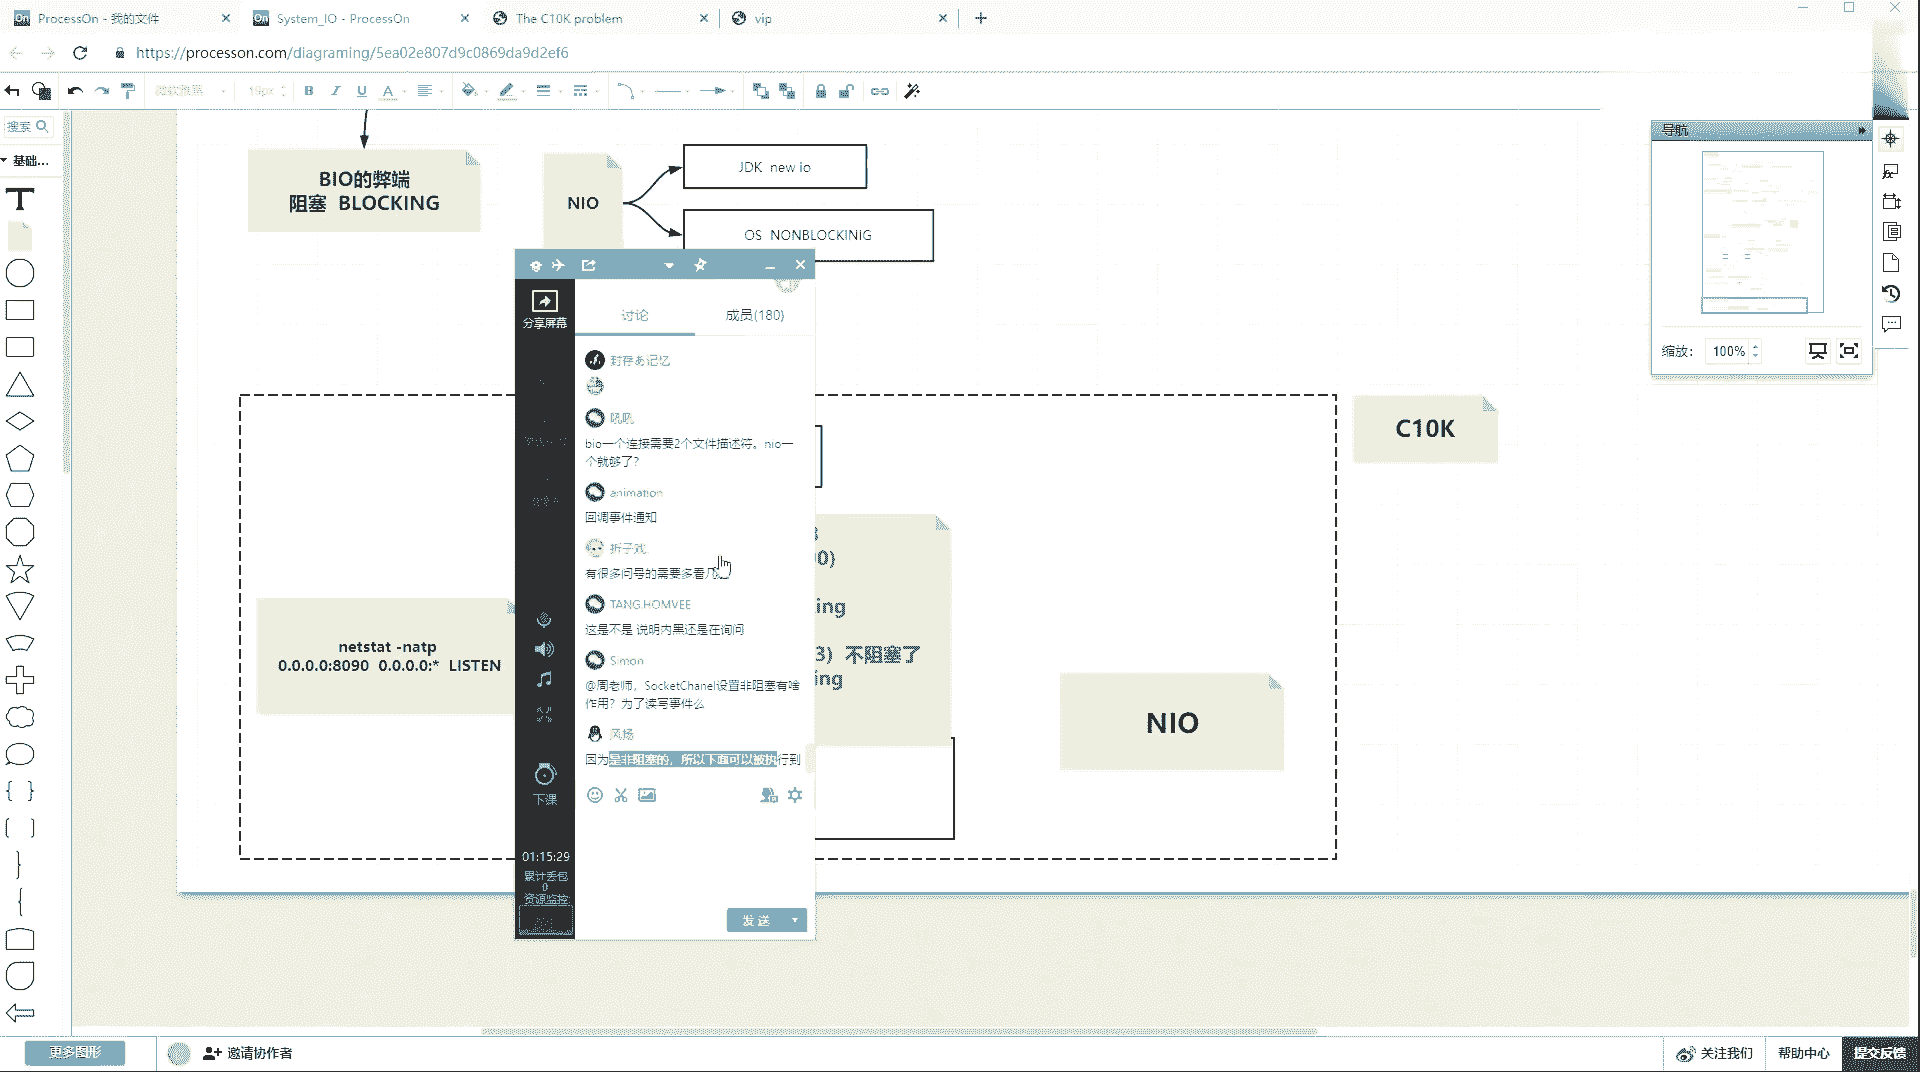 ProcessOn - 我的文件
System_IO - ProcessOn
The C10K problem
vip
https://processon.com/diagraming/5ea02e807d9c0869da9d2ef6
微软雅黑
19px
B I U A
搜索
基础...
BIO的弊端
阻塞 BLOCKING
NIO
JDK new io
OS NONBLOCKINIG
导航
缩放：
100%
分享屏幕
讨论
成员(180)
封存あ记忆
吼吼
bio一个连接需要2个文件描述符。nio一
个就够了？
animation
回调事件通知
折子戏
有很多问号的需要多看几
TANG.HOMVEE
这是不是 说明内黑还是在询问
Simon
@周老师，SocketChanel设置非阻塞有啥
作用？为了读写事件么
风扬
因为是非阻塞的，所以下面可以被执行到
下课
01:15:29
累计丢包
0
资源监控:
发送
C10K
0)
ing
3）不阻塞了
ing
netstat -natp
0.0.0.0:8090 0.0.0.0:* LISTEN
NIO
更多图形
邀请协作者
关注我们
帮助中心
提交反馈